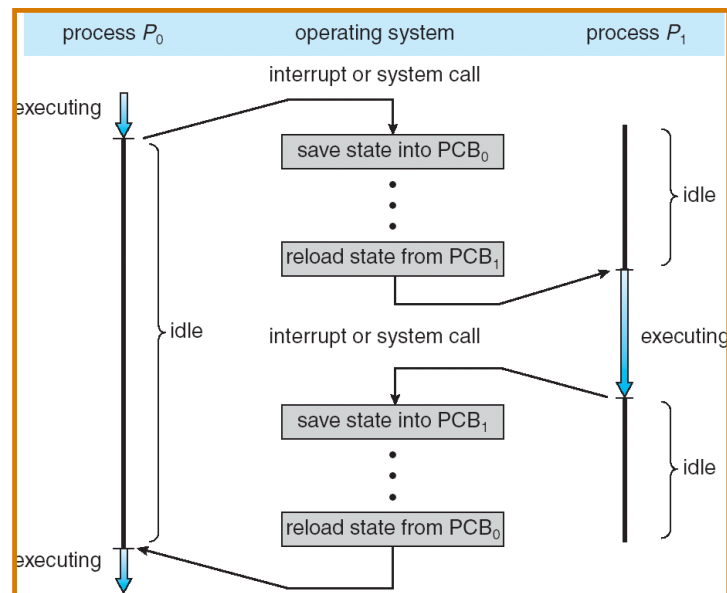 process P₀ operating system process P₁
interrupt or system call
executing
save state into PCB₀
idle
reload state from PCB₁
interrupt or system call
idle
executing
save state into PCB₁
idle
reload state from PCB₀
executing